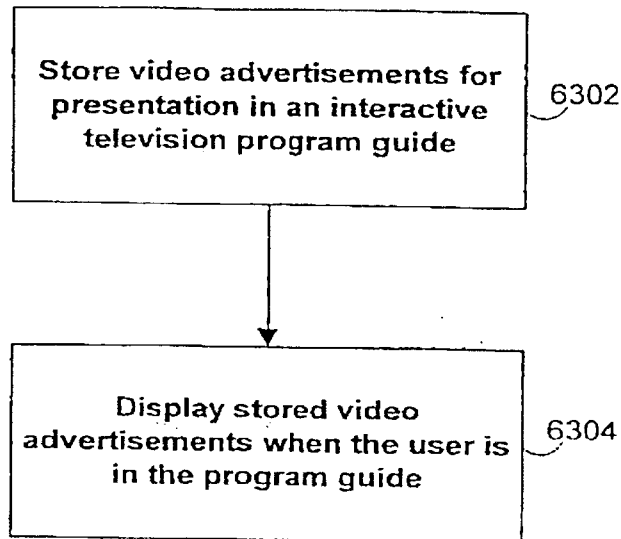 Store video advertisements for
presentation in an interactive
television program guide
6302
Display stored video
advertisements when the user is
in the program guide
6304